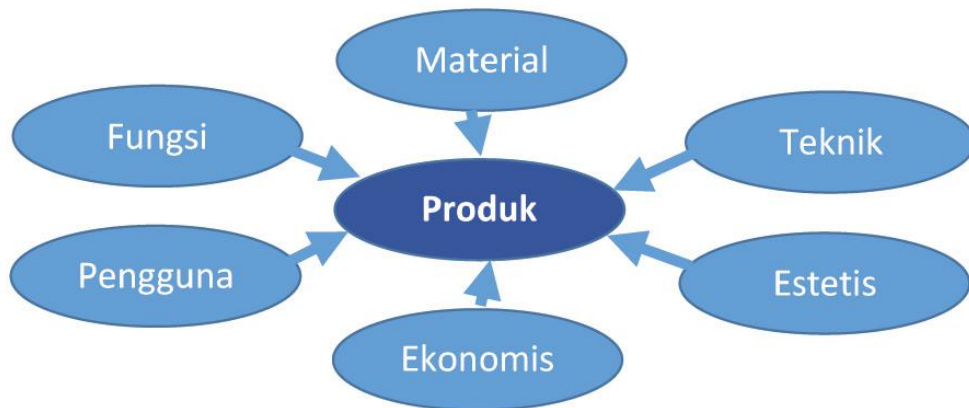 Material
Fungsi
Teknik
Produk
Pengguna
Estetis
Ekonomis